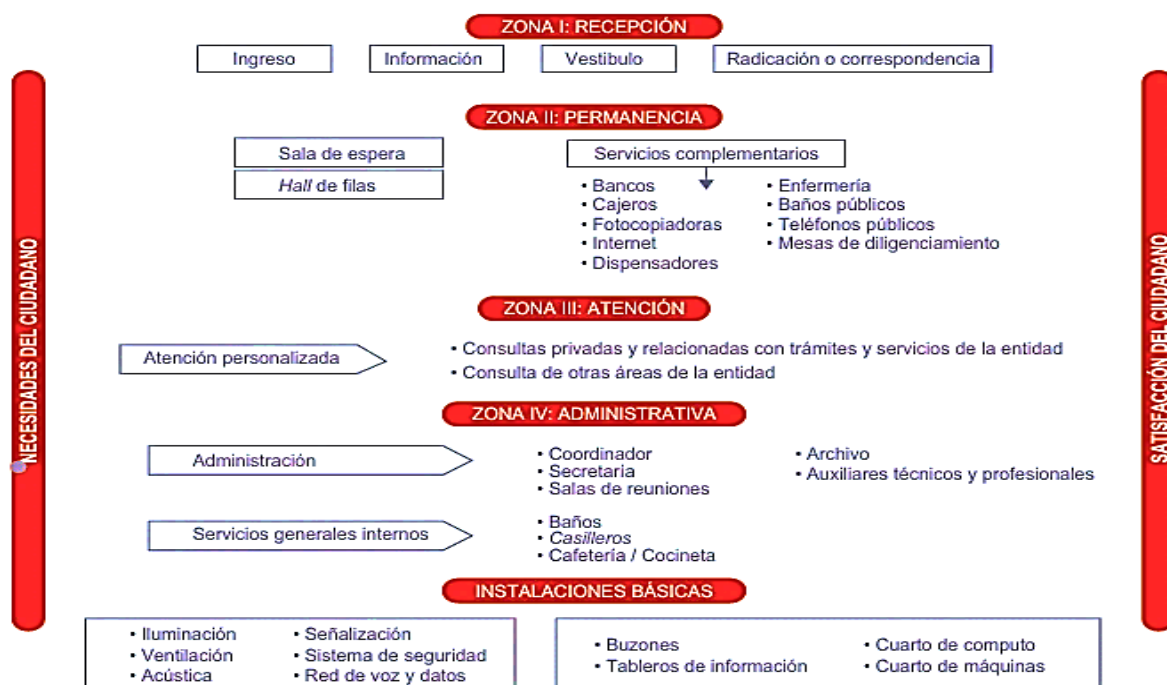 ZONA I: RECEPCIÓN
Ingreso
Información
Vestibulo
Radicación o correspondencia
NECESIDADES DEL CIUDADANO
ZONA II: PERMANENCIA
Sala de espera
Hall de filas
Servicios complementarios
• Bancos
• Cajeros
• Fotocopiadoras
• Internet
• Dispensadores
• Enfermería
• Baños públicos
• Teléfonos públicos
• Mesas de diligenciamiento
ZONA III: ATENCIÓN
Atención personalizada
• Consultas privadas y relacionadas con trámites y servicios de la entidad
• Consulta de otras áreas de la entidad
ZONA IV: ADMINISTRATIVA
Administración
• Coordinador
• Secretaria
• Salas de reuniones
• Archivo
• Auxiliares técnicos y profesionales
Servicios generales internos
• Baños
• Casilleros
• Cafetería / Cocineta
INSTALACIONES BÁSICAS
• Iluminación
• Ventilación
• Acústica
• Señalización
• Sistema de seguridad
• Red de voz y datos
• Buzones
• Tableros de información
• Cuarto de computo
• Cuarto de máquinas
SATISFACCIÓN DEL CIUDADANO